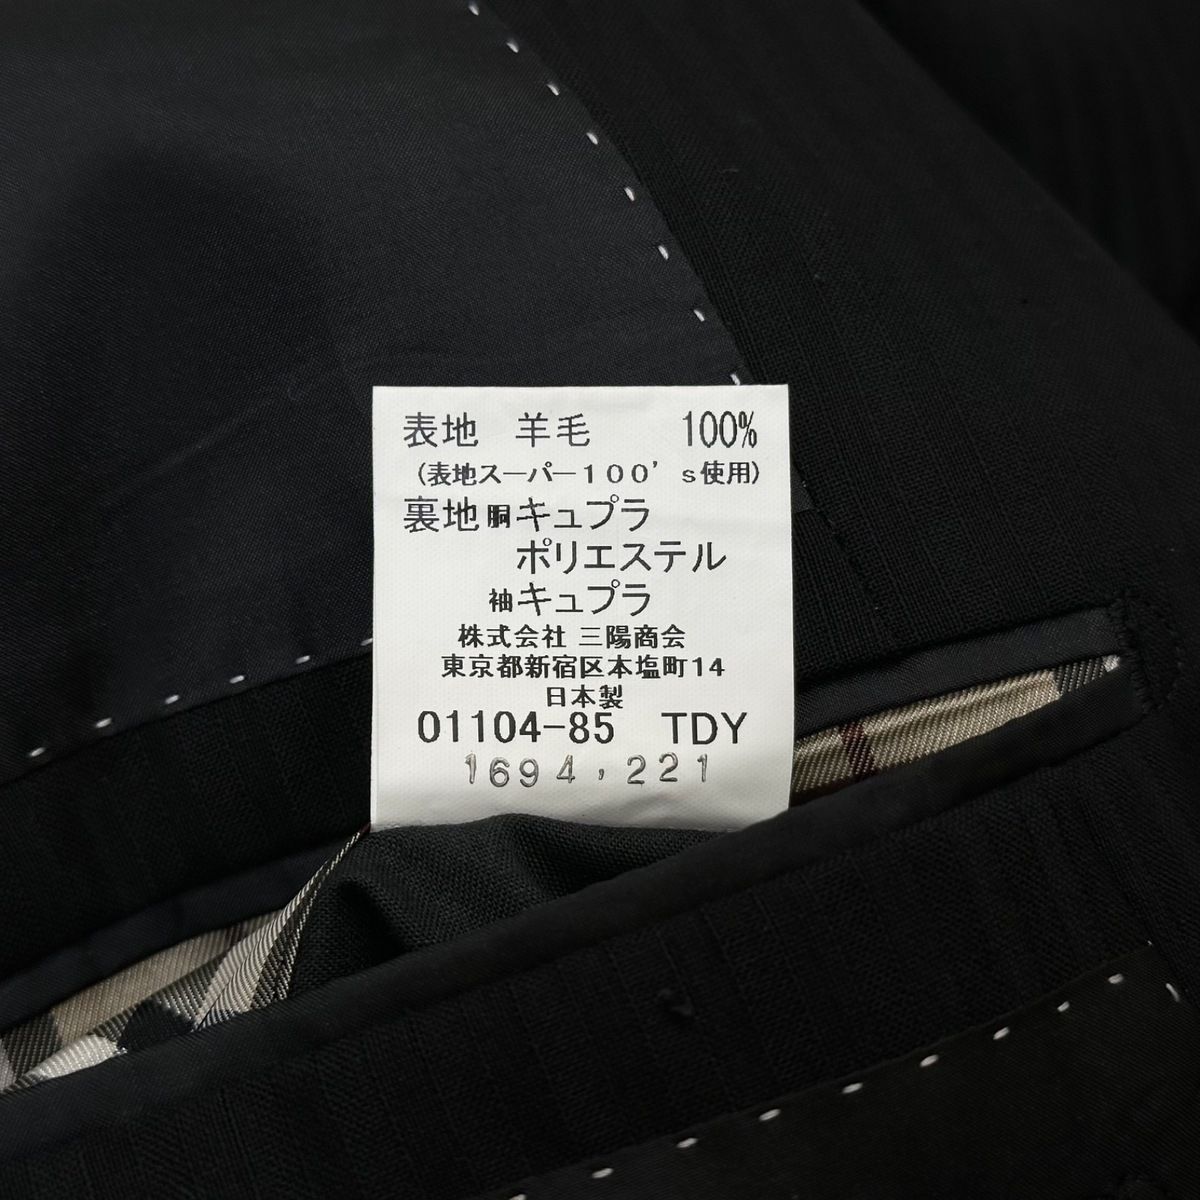 表地 羊毛 100%
(表地スーパー100's使用)
裏地 胴キュプラ
ポリエステル
袖キュプラ
株式会社 三陽商会
東京都新宿区本塩町14
日本製
01104-85 TDY
1694,221